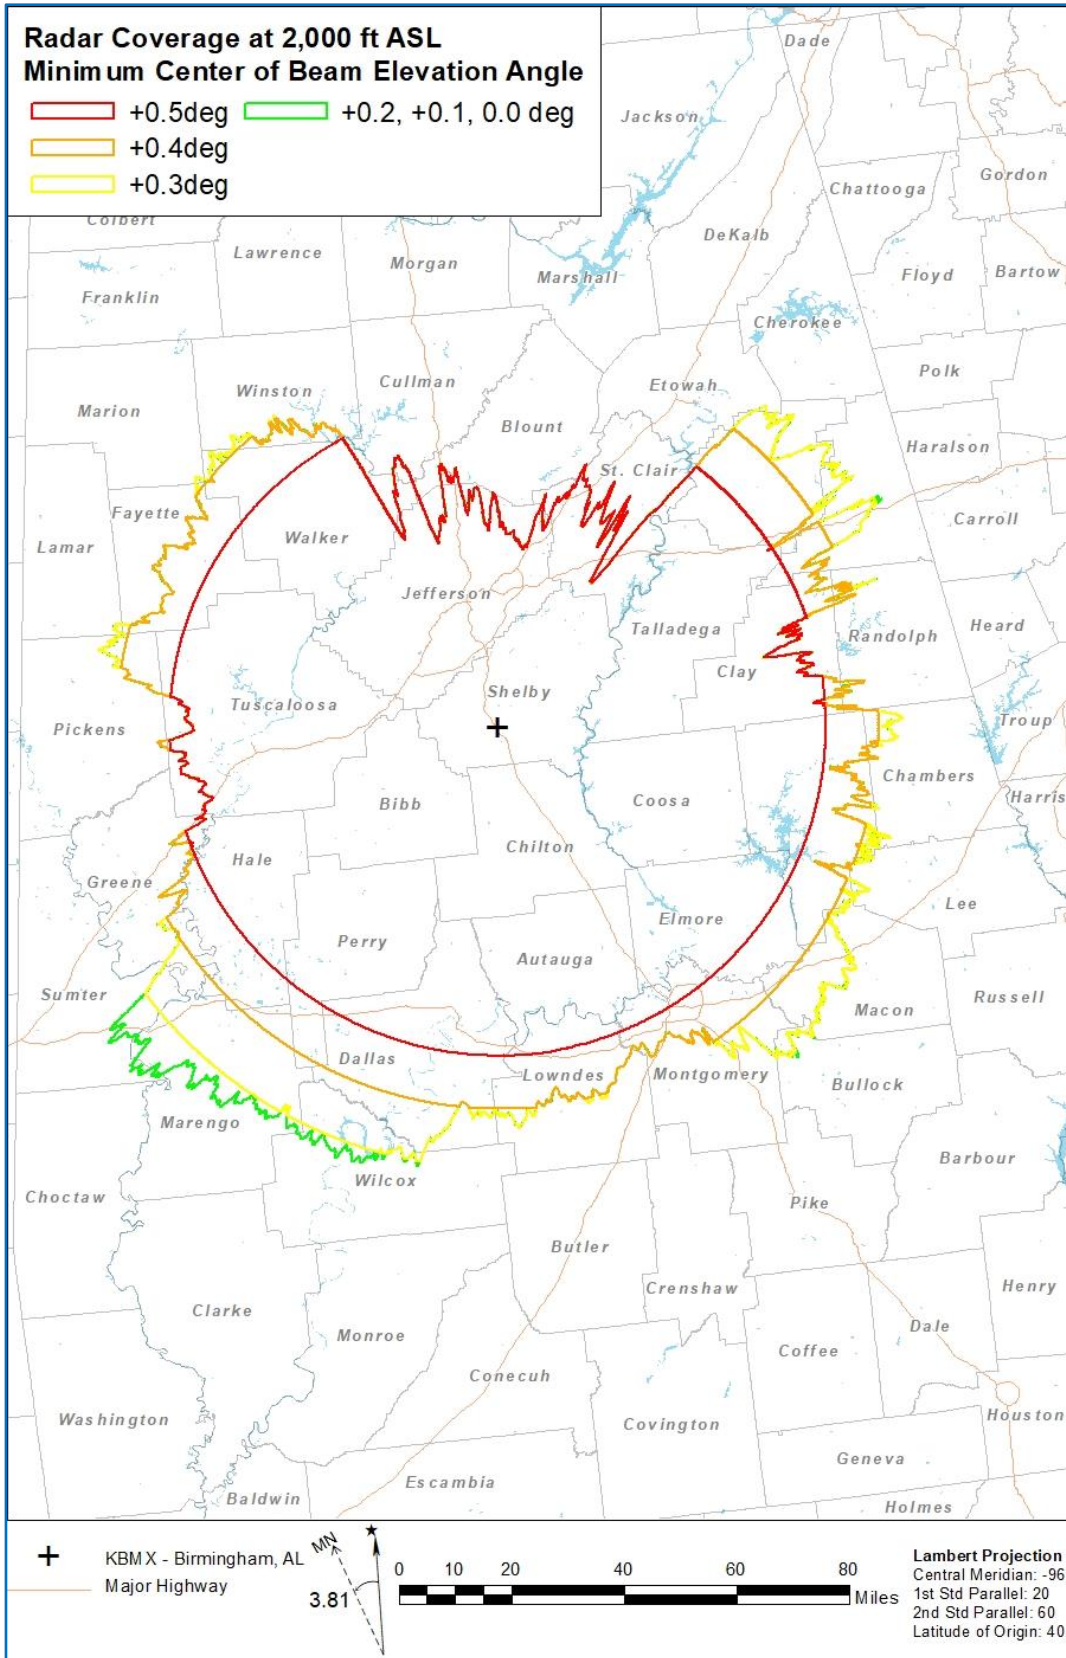 Radar Coverage at 2,000 ft ASL
Minimum Center of Beam Elevation Angle
+0.5deg +0.2, +0.1, 0.0 deg
+0.4deg
+0.3deg
Dade
Jackson
Gordon
Chattooga
Colbert
DeKalb
Lawrence
Morgan
Marshall
Floyd Bartow
Franklin
Cherokee
Polk
Winston Cullman Etowah
Marion
Blount
Haralson
St. Clair
Fayette
Carroll
Walker
Lamar
Jefferson
Talladega Randolph Heard
Clay
Shelby
Tuscaloosa
Troup
Pickens
Chambers
Harris
Bibb Coosa
Chilton
Hale
Greene
Lee
Elmore
Perry
Autauga
Sumter Russell
Macon
Dallas
Lowndes Montgomery
Bullock
Marengo
Barbour
Wilcox
Choctaw
Pike
Butler
Crenshaw Henry
Clarke
Dale
Monroe
Coffee
Conecuh
Washington Covington Houston
Geneva
Escambia
Baldwin
Holmes
KBMX - Birmingham, AL
Major Highway
MN
3.81
0 10 20 40 60 80
Miles
Lambert Projection
Central Meridian: -96
1st Std Parallel: 20
2nd Std Parallel: 60
Latitude of Origin: 40